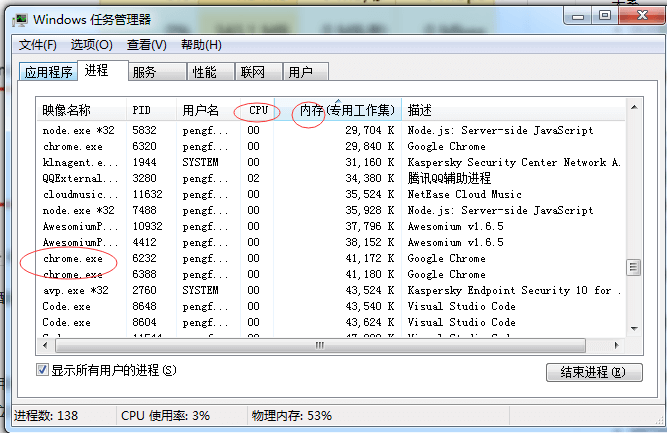 Windows 任务管理器
文件(F) 选项(O) 查看(V) 帮助(H)
应用程序 进程 服务 性能 联网 用户
映像名称 PID 用户名 CPU 内存(专用工作集) 描述
node.exe *32 5832 pengf... 00 29,704 K Node.js: Server-side JavaScript
chrome.exe 6320 pengf... 00 29,840 K Google Chrome
klnagent.e... 1944 SYSTEM 00 31,160 K Kaspersky Security Center Network A.
QQExternal... 3280 pengf... 02 34,380 K 腾讯QQ辅助进程
cloudmusic... 11632 pengf... 00 35,524 K NetEase Cloud Music
node.exe *32 7488 pengf... 00 35,928 K Node.js: Server-side JavaScript
AwesomiumP... 10932 pengf... 00 37,796 K Awesomium v1.6.5
AwesomiumP... 4412 pengf... 00 38,152 K Awesomium v1.6.5
chrome.exe 6232 pengf... 00 41,172 K Google Chrome
chrome.exe 6388 pengf... 00 41,180 K Google Chrome
avp.exe *32 2760 SYSTEM 00 43,524 K Kaspersky Endpoint Security 10 for ...
Code.exe 8648 pengf... 00 43,540 K Visual Studio Code
Code.exe 8604 pengf... 00 43,624 K Visual Studio Code
显示所有用户的进程(S) 结束进程(E)
进程数: 138 CPU 使用率: 3% 物理内存: 53%